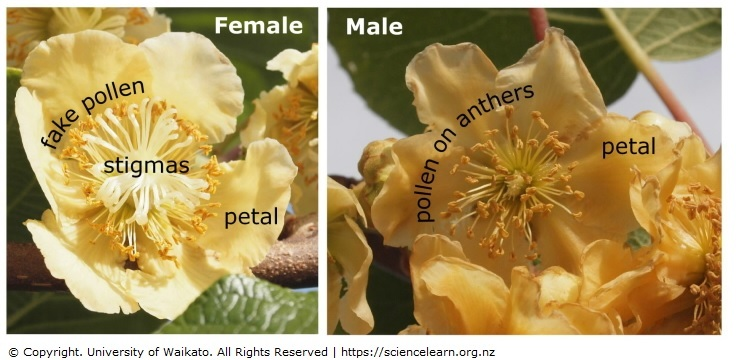 Female
fake pollen
stigmas
petal
Male
pollen on anthers
petal
© Copyright. University of Waikato. All Rights Reserved | https://sciencelearn.org.nz